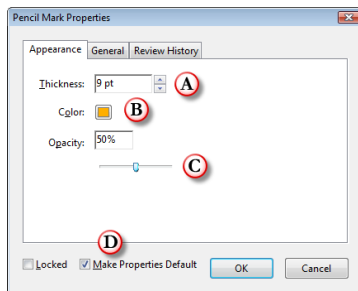 Pencil Mark Properties
Appearance General Review History
Thickness: 9 pt A
Color: B
Opacity: 50%
C
D
Locked Make Properties Default OK Cancel